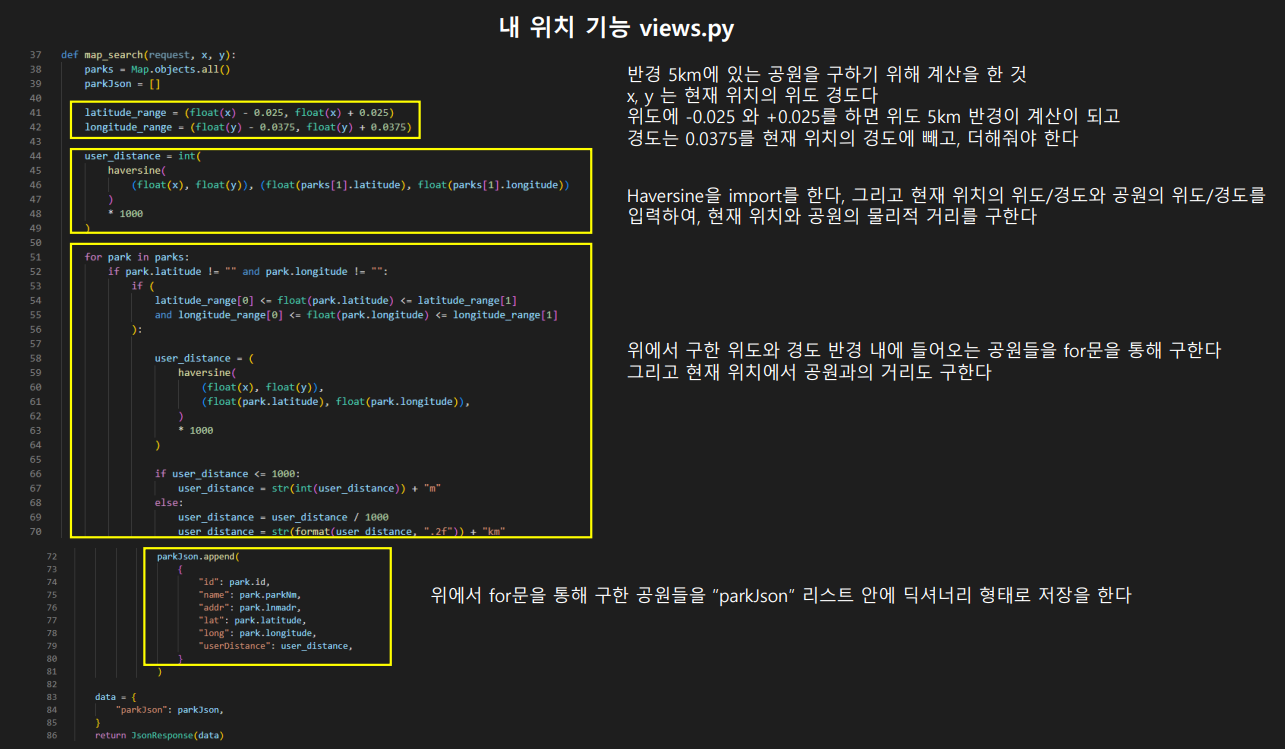 내 위치 기능 views.py
37 def map_search(request, x, y):
38 parks = Map.objects.all()
39 parkJson = []
40
41 latitude_range = (float(x) - 0.025, float(x) + 0.025)
42 longitude_range = (float(y) - 0.0375, float(y) + 0.0375)
43
44 user_distance = int(
45 haversine(
46 (float(x), float(y)), (float(parks[1].latitude), float(parks[1].longitude))
47 )
48 * 1000
49 )
50
51 for park in parks:
52 if park.latitude != "" and park.longitude != "":
53 if (
54 latitude_range[0] <= float(park.latitude) <= latitude_range[1]
55 and longitude_range[0] <= float(park.longitude) <= longitude_range[1]
56 ):
57
58 user_distance = (
59 haversine(
60 (float(x), float(y)),
61 (float(park.latitude), float(park.longitude)),
62 )
63 * 1000
64 )
65
66 if user_distance <= 1000:
67 user_distance = str(int(user_distance)) + "m"
68 else:
69 user_distance = user_distance / 1000
70 user_distance = str(format(user_distance, ".2f")) + "km"
72 parkJson.append(
73 {
74 "id": park.id,
75 "name": park.parkNm,
76 "addr": park.lnmadr,
77 "lat": park.latitude,
78 "long": park.longitude,
79 "userDistance": user_distance,
80 }
81 )
82
83 data = {
84 "parkJson": parkJson,
85 }
86 return JsonResponse(data)
반경 5km에 있는 공원을 구하기 위해 계산을 한 것
x, y 는 현재 위치의 위도 경도다
위도에 -0.025 와 +0.025를 하면 위도 5km 반경이 계산이 되고
경도는 0.0375를 현재 위치의 경도에 빼고, 더해줘야 한다
Haversine을 import를 한다, 그리고 현재 위치의 위도/경도와 공원의 위도/경도를
입력하여, 현재 위치와 공원의 물리적 거리를 구한다
위에서 구한 위도와 경도 반경 내에 들어오는 공원들을 for문을 통해 구한다
그리고 현재 위치에서 공원과의 거리도 구한다
위에서 for문을 통해 구한 공원들을 “parkJson” 리스트 안에 딕셔너리 형태로 저장을 한다